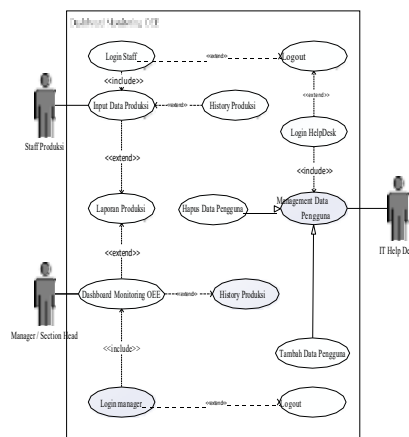 Dashboard Monitoring OEE
Login Staff
<<extend>>
Logout
<<include>>
<<extend>>
Input Data Produksi
<<extend>>
History Produksi
Login HelpDesk
Staff Produksi
<<extend>>
<<include>>
Laporan Produksi
Hapus Data Pengguna
Management Data
Pengguna
IT Help De
<<extend>>
Dashboard Monitoring OEE
<<extend>>
History Produksi
Manager / Section Head
<<include>>
Tambah Data Pengguna
Login manager
<<extend>>
Logout